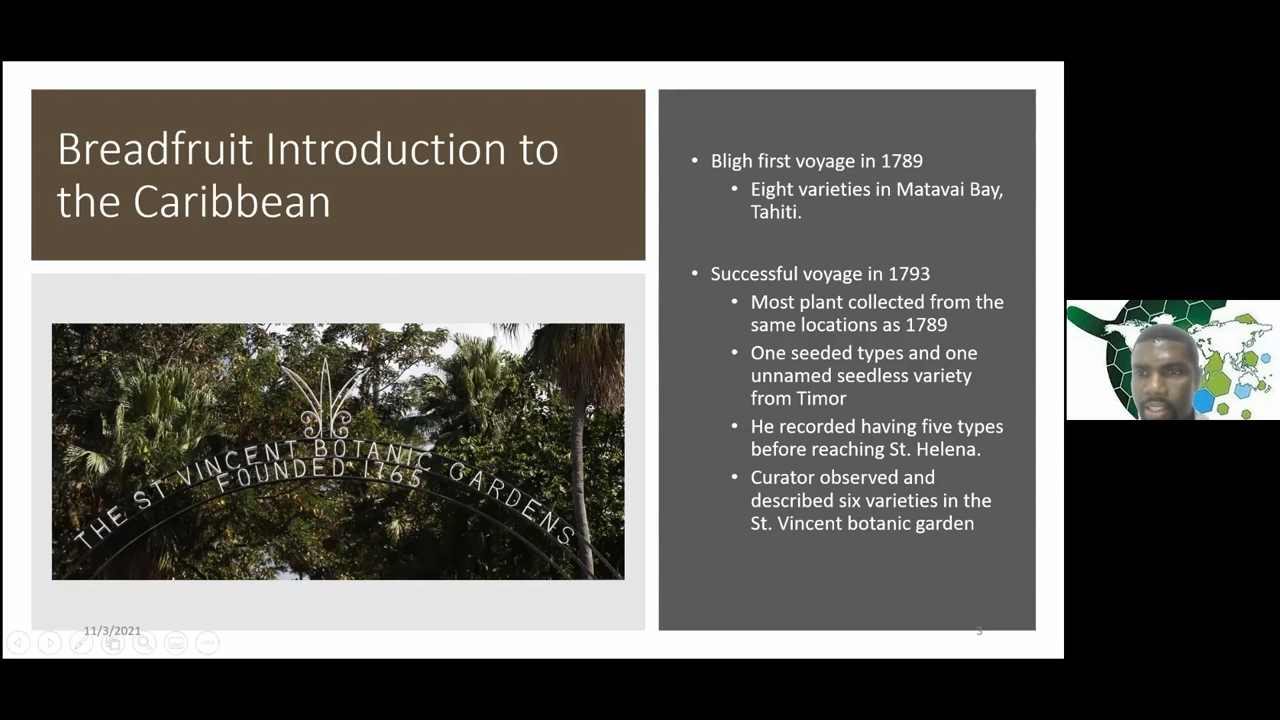 Breadfruit Introduction to
the Caribbean
THE ST VINCENT BOTANIC GARDENS
FOUNDED 1765
• Bligh first voyage in 1789
• Eight varieties in Matavai Bay,
Tahiti.
• Successful voyage in 1793
• Most plant collected from the
same locations as 1789
• One seeded types and one
unnamed seedless variety
from Timor
• He recorded having five types
before reaching St. Helena.
• Curator observed and
described six varieties in the
St. Vincent botanic garden
11/3/2021
3